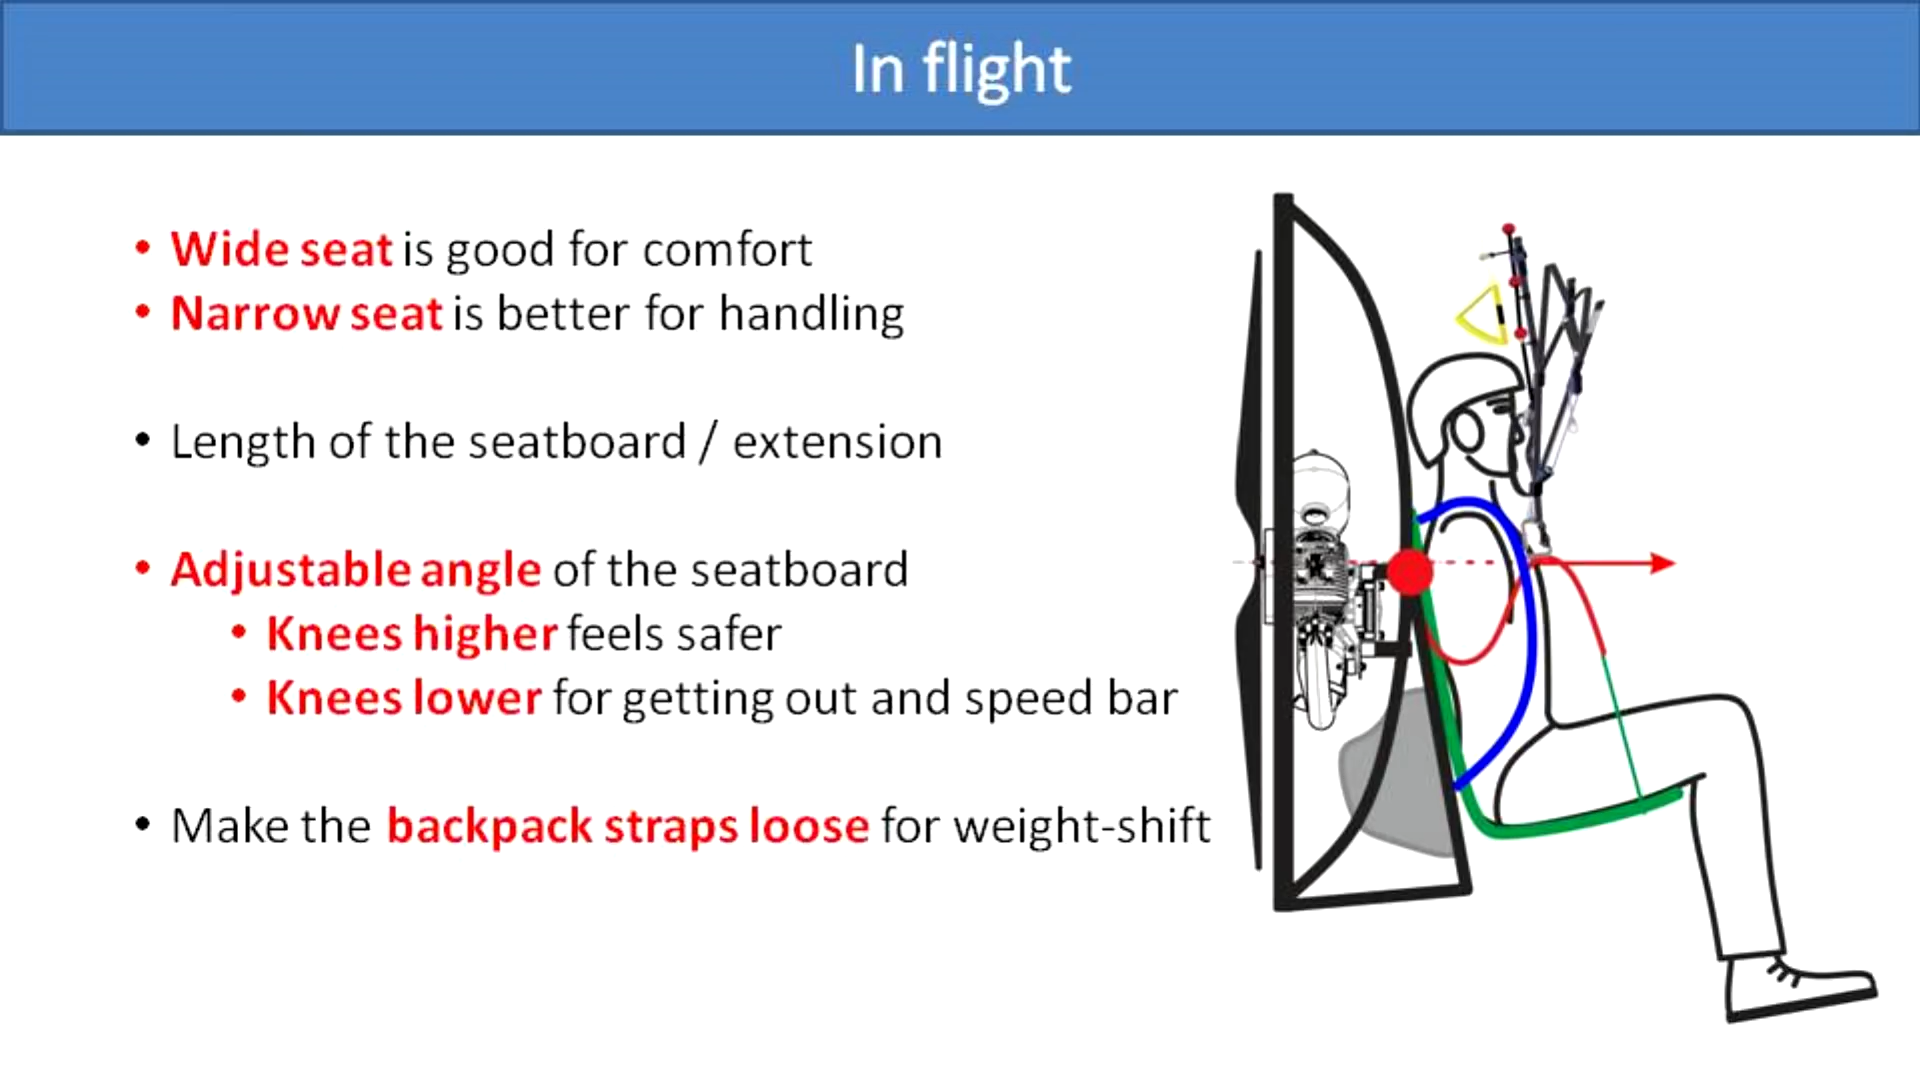 In flight
• Wide seat is good for comfort
• Narrow seat is better for handling
• Length of the seatboard / extension
• Adjustable angle of the seatboard
• Knees higher feels safer
• Knees lower for getting out and speed bar
• Make the backpack straps loose for weight-shift